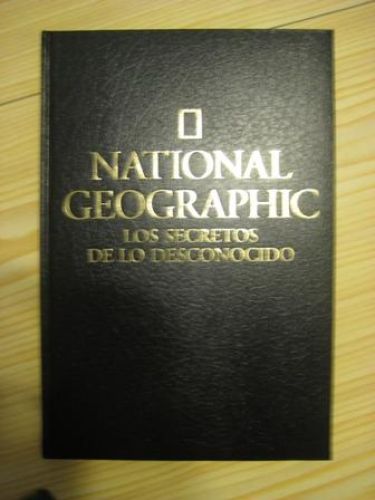 NATIONAL
GEOGRAPHIC
LOS SECRETOS
DE LO DESCONOCIDO